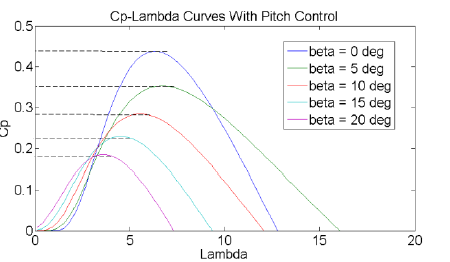 Cp-Lambda Curves With Pitch Control
0.5
0.4
0.3
0.2
0.1
0
Cp
beta = 0 deg
beta = 5 deg
beta = 10 deg
beta = 15 deg
beta = 20 deg
0 5 10 15 20
Lambda